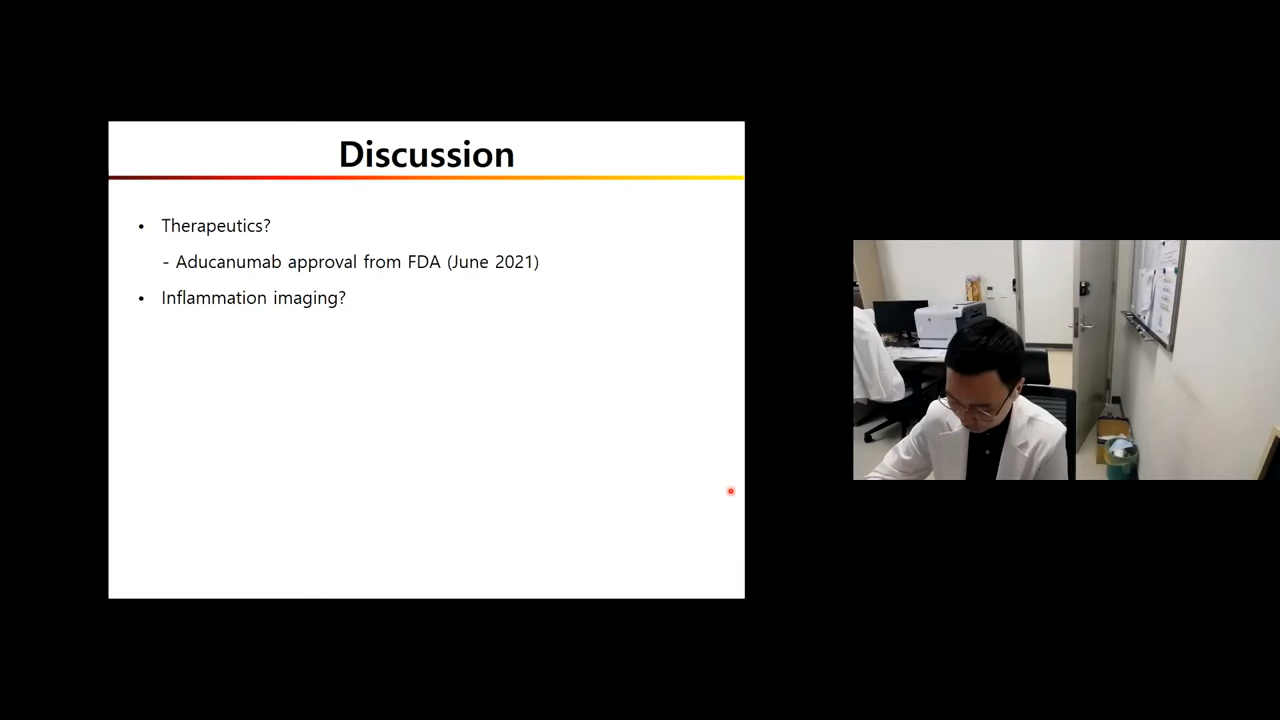 Discussion
• Therapeutics?
- Aducanumab approval from FDA (June 2021)
• Inflammation imaging?